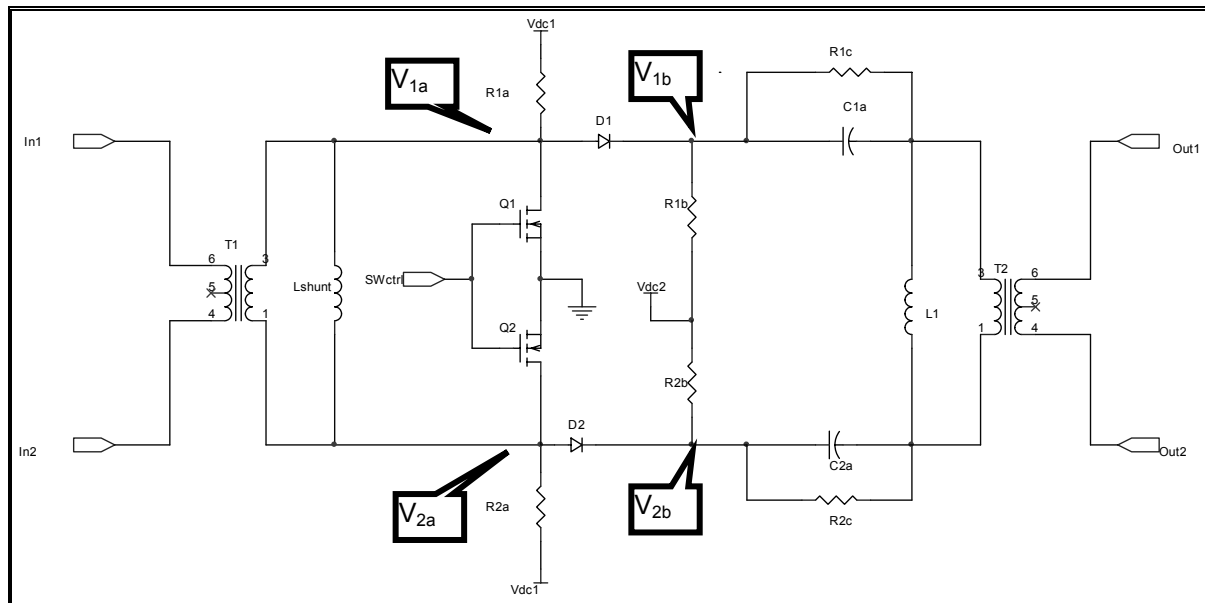 Vdc1
R1c
V1a
V1b
R1a
C1a
D1
In1
Out1
Q1
R1b
T1
6
3
5
Lshunt
SWctrl
4
1
Vdc2
3
T2
6
5
L1
1
4
Q2
R2b
D2
In2
C2a
Out2
V2a
R2a
V2b
R2c
Vdc1